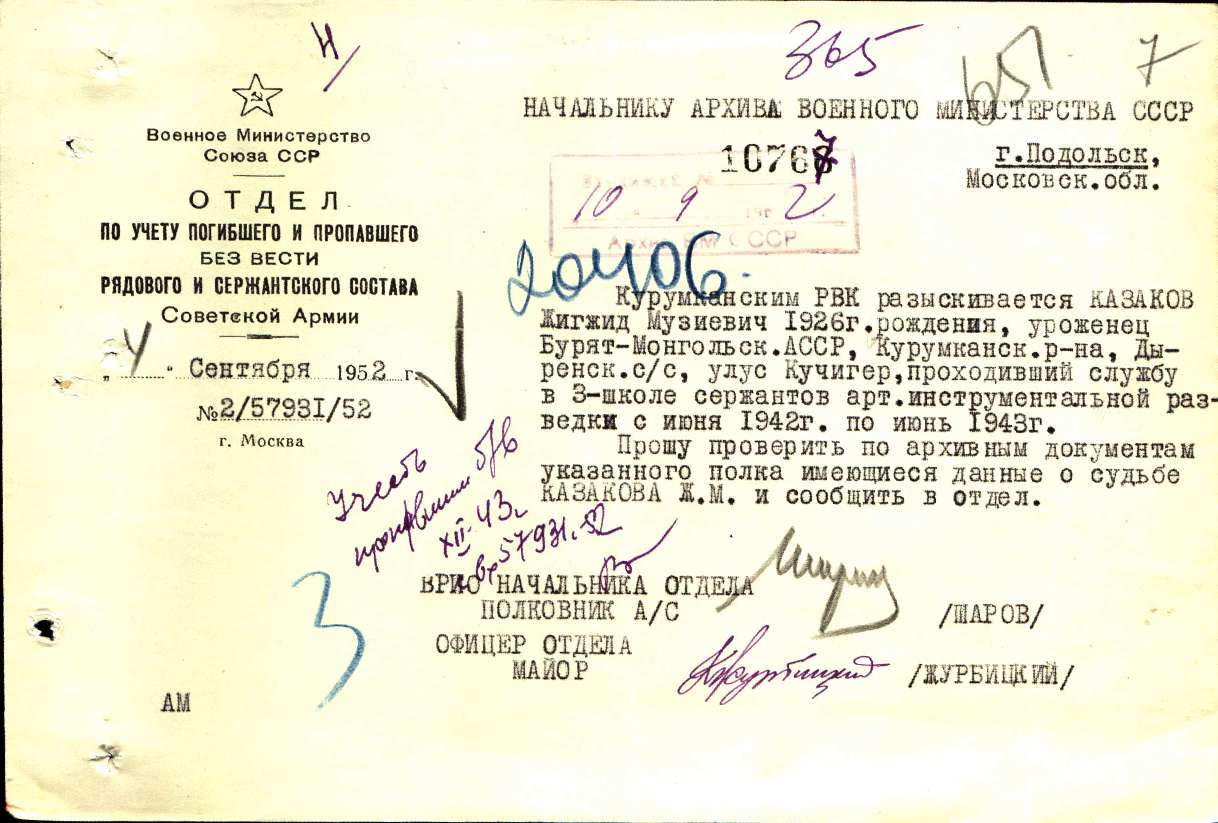 Н/
365
7
Военное Министерство
Союза ССР
ОТДЕЛ
ПО УЧЕТУ ПОГИБШЕГО И ПРОПАВШЕГО
БЕЗ ВЕСТИ
РЯДОВОГО И СЕРЖАНТСКОГО СОСТАВА
Советской Армии
„ 4 “ Сентября 1952 г.
№2/57931/52
г. Москва
НАЧАЛЬНИКУ АРХИВА ВОЕННОГО МИНИСТЕРСТВА СССР
10767
г.Подольск,
Московск.обл.
10 9 2
СССР
20406.
Курумканским РВК разыскивается КАЗАКОВ
Жигжид Музиевич 1926г.рождения, уроженец
Бурят-Монгольск.АССР, Курумканск.р-на, Ды-
ренск.с/с, улус Кучигер,проходивший службу
в 3-школе сержантов арт.инструментальной раз-
ведки с июня 1942г. по июнь 1943г.
Прошу проверить по архивным документам
указанного полка имеющиеся данные о судьбе
КАЗАКОВА Ж.М. и сообщить в отдел.
Учесть
пропавшим б/в
XII-43г.
57931-52
3
ВРИО НАЧАЛЬНИКА ОТДЕЛА
ПОЛКОВНИК А/С
/ШАРОВ/
ОФИЦЕР ОТДЕЛА
МАЙОР
/ЖУРБИЦКИЙ/
АМ